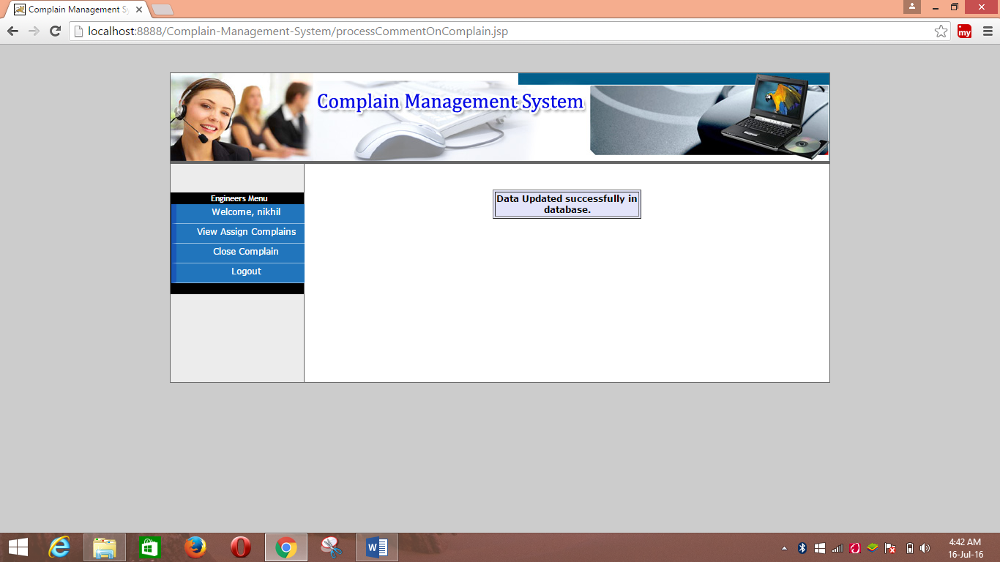 Complain Management Sy
localhost:8888/Complain-Management-System/processCommentOnComplain.jsp
my
Complain Management System
Engineers Menu
Welcome, nikhil
View Assign Complains
Close Complain
Logout
Data Updated successfully in
database.
4:42 AM
16-Jul-16